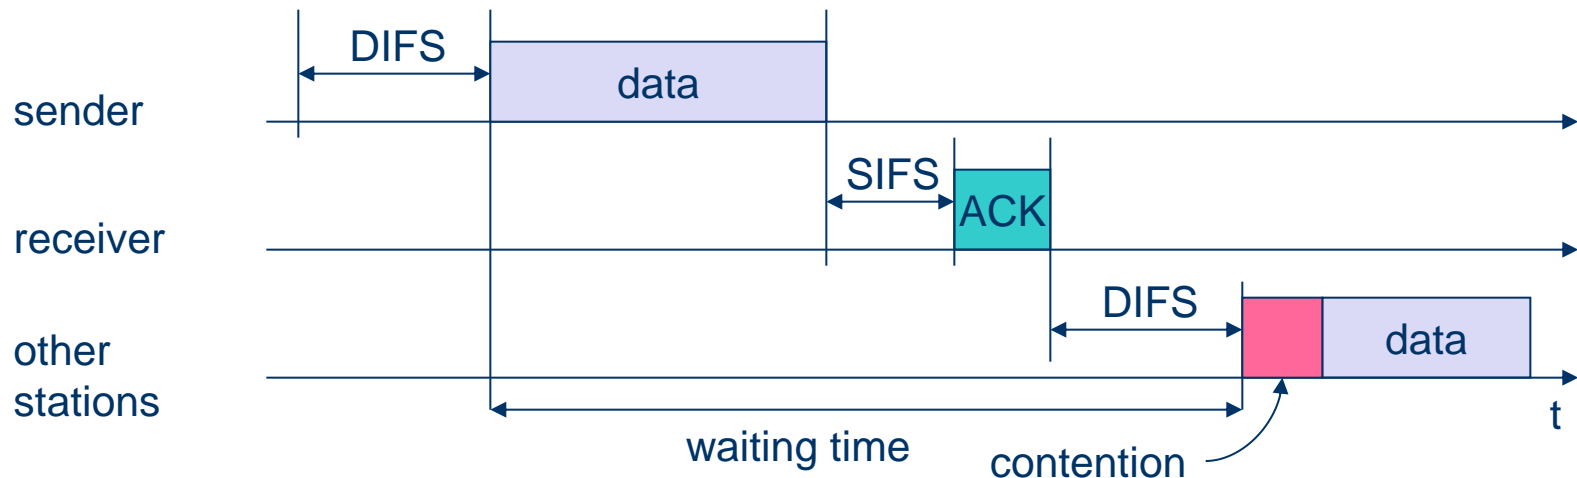 DIFS
data
sender
SIFS
ACK
receiver
DIFS
data
other
stations
t
waiting time
contention